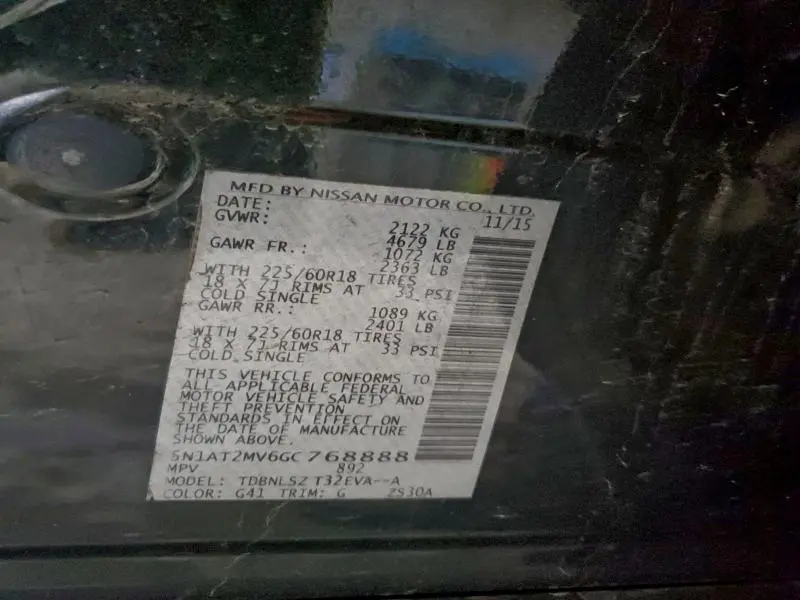 MFD BY NISSAN MOTOR CO., LTD.
DATE: 11/15
GVWR: 2122 KG
4679 LB
GAWR FR.: 1072 KG
2363 LB
WITH 225/60R18 TIRES
18 X 7J RIMS AT 33 PSI
COLD SINGLE
GAWR RR.: 1089 KG
2401 LB
WITH 225/60R18 TIRES
18 X 7J RIMS AT 33 PSI
COLD SINGLE
THIS VEHICLE CONFORMS TO
ALL APPLICABLE FEDERAL
MOTOR VEHICLE SAFETY AND
THEFT PREVENTION
STANDARDS IN EFFECT ON
THE DATE OF MANUFACTURE
SHOWN ABOVE.
5N1AT2MV6GC768888
MPV 892
MODEL: TDBNLSZ T32EVA--A
COLOR: G41 TRIM: G 2S30A